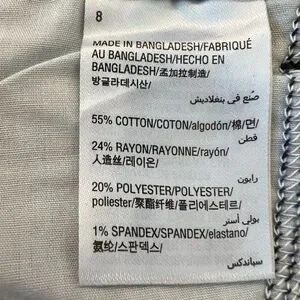 8
MADE IN BANGLADESH/FABRIQUÉ
AU BANGLADESH/HECHO EN
BANGLADESH/孟加拉制造/
방글라데시산/
صُنع في بنغلاديش
55% COTTON/COTON/algodón/棉/면/
قطن
24% RAYON/RAYONNE/rayón/
人造丝/레이온/
رايون
20% POLYESTER/POLYESTER/
poliester/聚酯纤维/폴리에스테르/
بولي أستر
1% SPANDEX/SPANDEX/elastano/
氨纶/스판덱스/
سباندكس